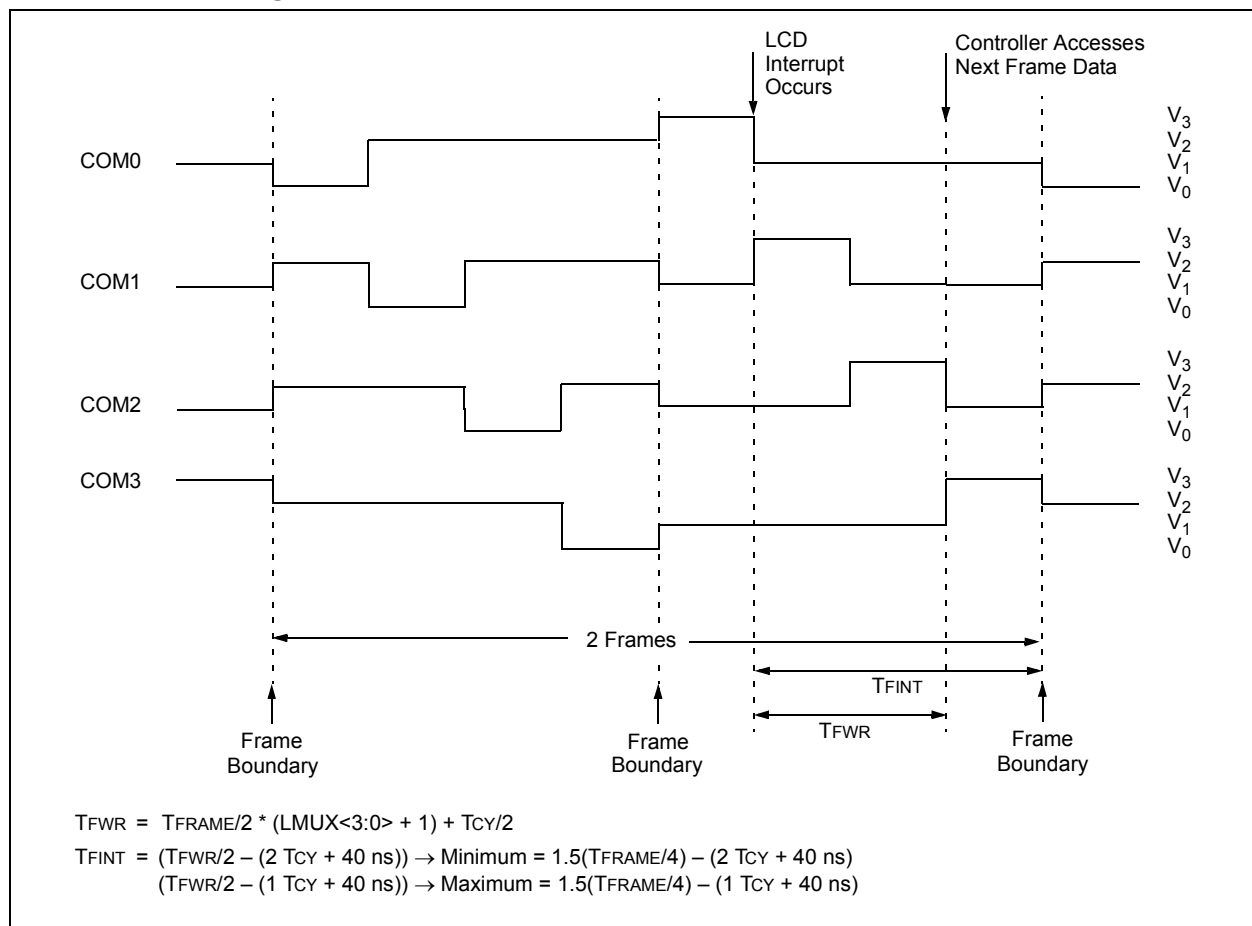 LCD
Interrupt
Occurs
Controller Accesses
Next Frame Data
COM0
V3
V2
V1
V0
COM1
V3
V2
V1
V0
COM2
V3
V2
V1
V0
COM3
V3
V2
V1
V0
2 Frames
TFINT
TFWR
Frame
Boundary
Frame
Boundary
Frame
Boundary
TFWR = TFRAME/2 * (LMUX<3:0> + 1) + TCY/2
TFINT = (TFWR/2 – (2 TCY + 40 ns)) → Minimum = 1.5(TFRAME/4) – (2 TCY + 40 ns)
(TFWR/2 – (1 TCY + 40 ns)) → Maximum = 1.5(TFRAME/4) – (1 TCY + 40 ns)